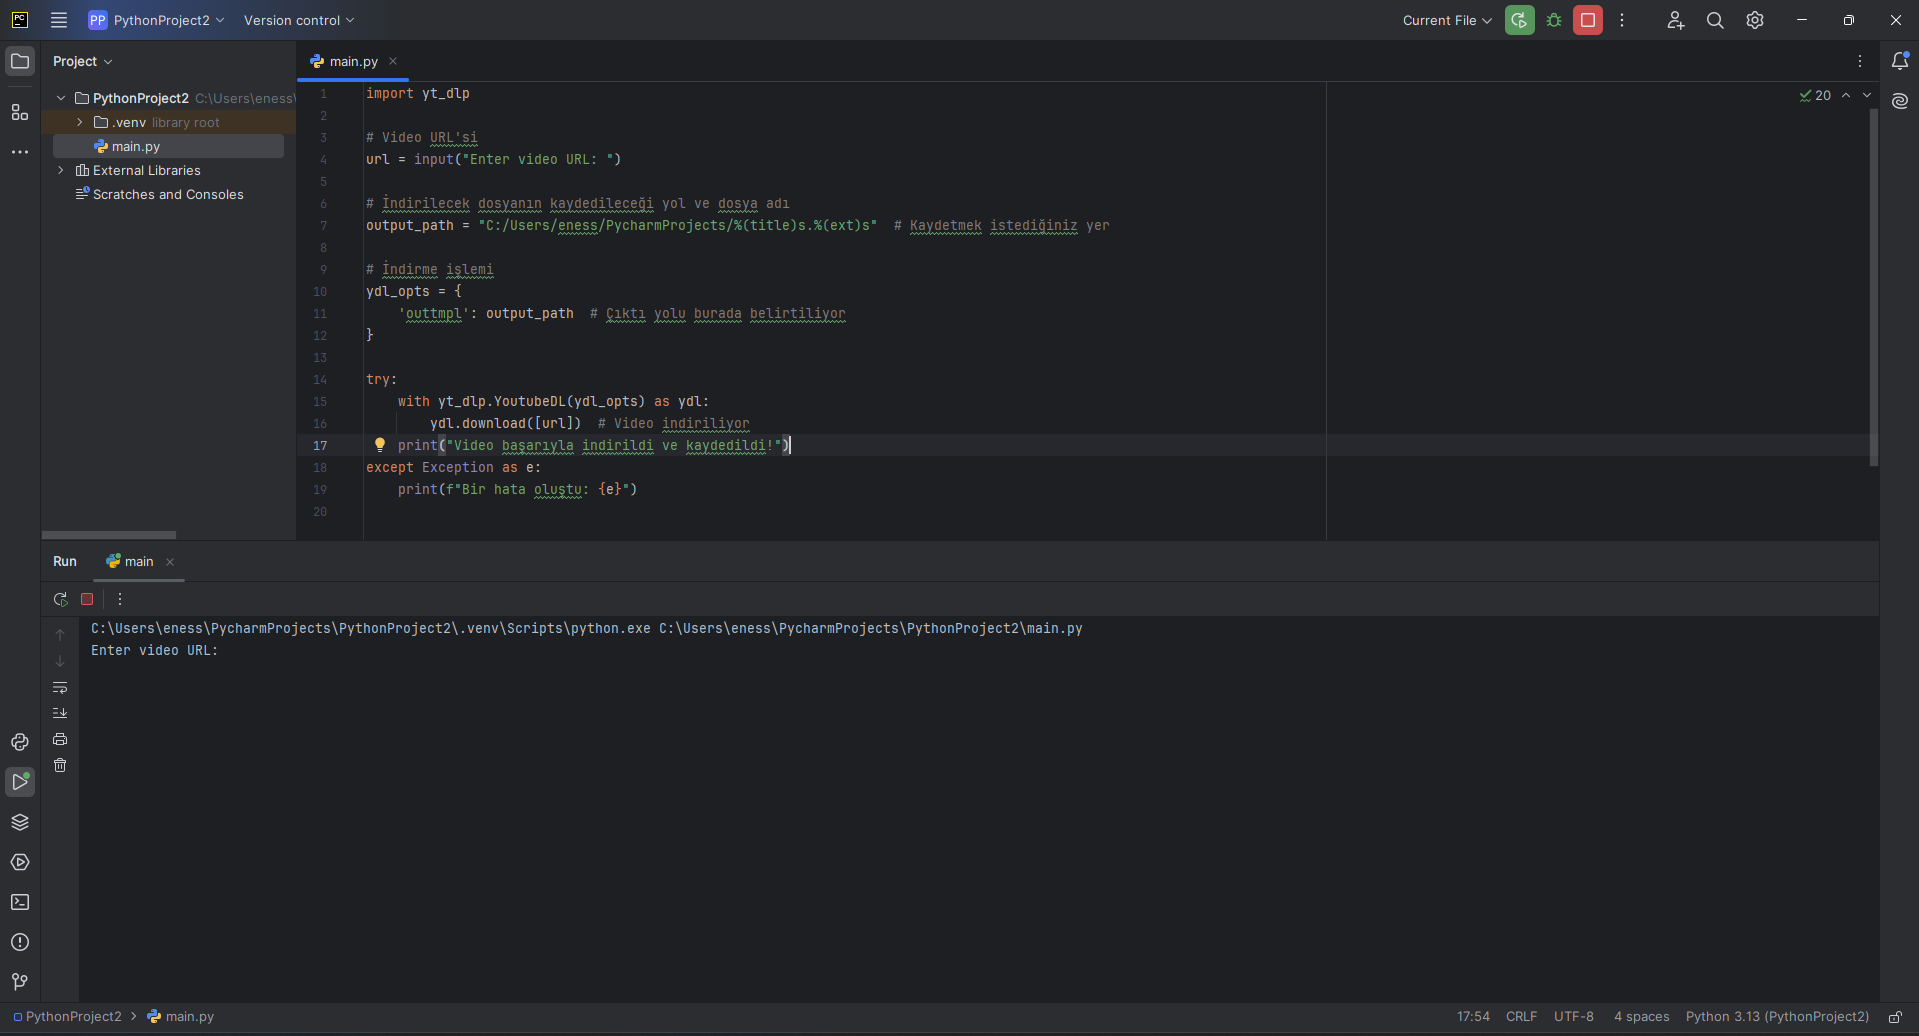 PC
PP PythonProject2
Version control
Current File
Project
main.py
PythonProject2 C:\Users\eness\
.venv library root
main.py
External Libraries
Scratches and Consoles
20
1 import yt_dlp
2
3 # Video URL'si
4 url = input("Enter video URL: ")
5
6 # İndirilecek dosyanın kaydedileceği yol ve dosya adı
7 output_path = "C:/Users/eness/PycharmProjects/%(title)s.%(ext)s"  # Kaydetmek istediğiniz yer
8
9 # İndirme işlemi
10 ydl_opts = {
11     'outtmpl': output_path  # Çıktı yolu burada belirtiliyor
12 }
13
14 try:
15     with yt_dlp.YoutubeDL(ydl_opts) as ydl:
16         ydl.download([url])  # Video indiriliyor
17     print("Video başarıyla indirildi ve kaydedildi!")
18 except Exception as e:
19     print(f"Bir hata oluştu: {e}")
20
Run
main
C:\Users\eness\PycharmProjects\PythonProject2\.venv\Scripts\python.exe C:\Users\eness\PycharmProjects\PythonProject2\main.py
Enter video URL:
PythonProject2 > main.py
17:54 CRLF UTF-8 4 spaces Python 3.13 (PythonProject2)